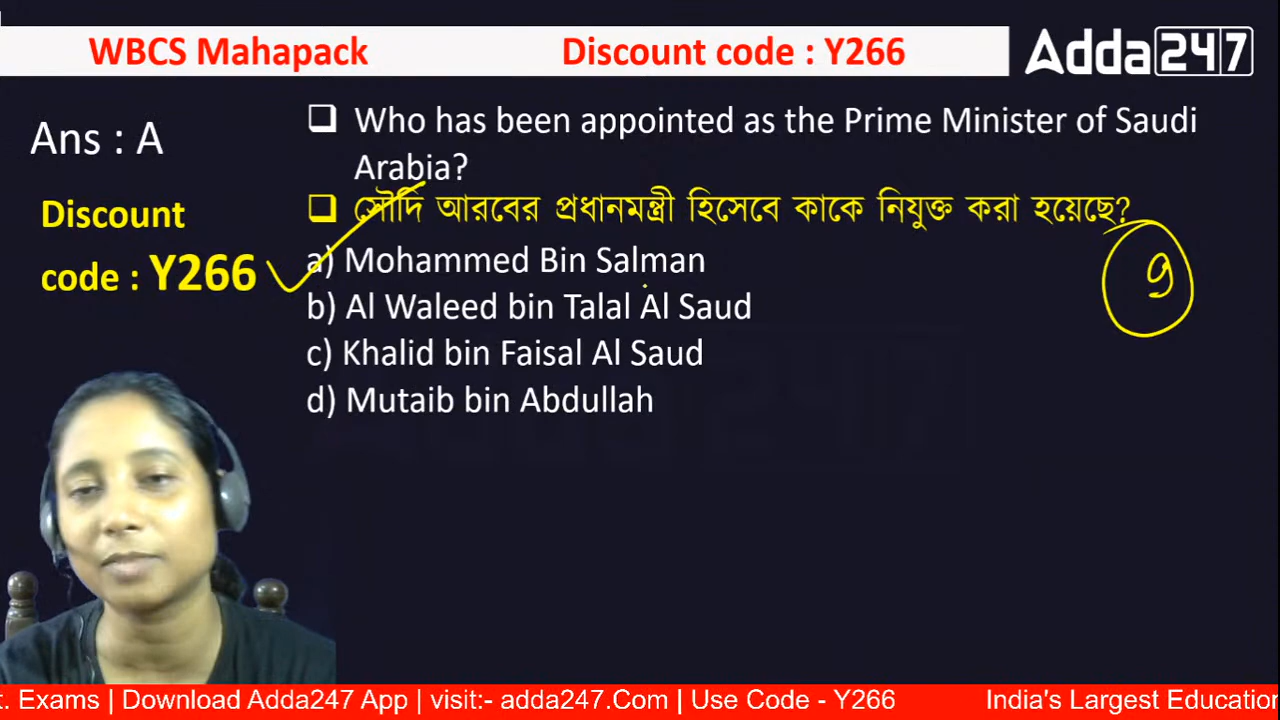 WBCS Mahapack Discount code : Y266 Adda247
Ans : A
❑ Who has been appointed as the Prime Minister of Saudi
Arabia?
Discount
❑ সৌদি আরবের প্রধানমন্ত্রী হিসেবে কাকে নিযুক্ত করা হয়েছে?
code : Y266
a) Mohammed Bin Salman
9
b) Al Waleed bin Talal Al Saud
c) Khalid bin Faisal Al Saud
d) Mutaib bin Abdullah
t. Exams | Download Adda247 App | visit:- adda247.Com | Use Code - Y266 India's Largest Education